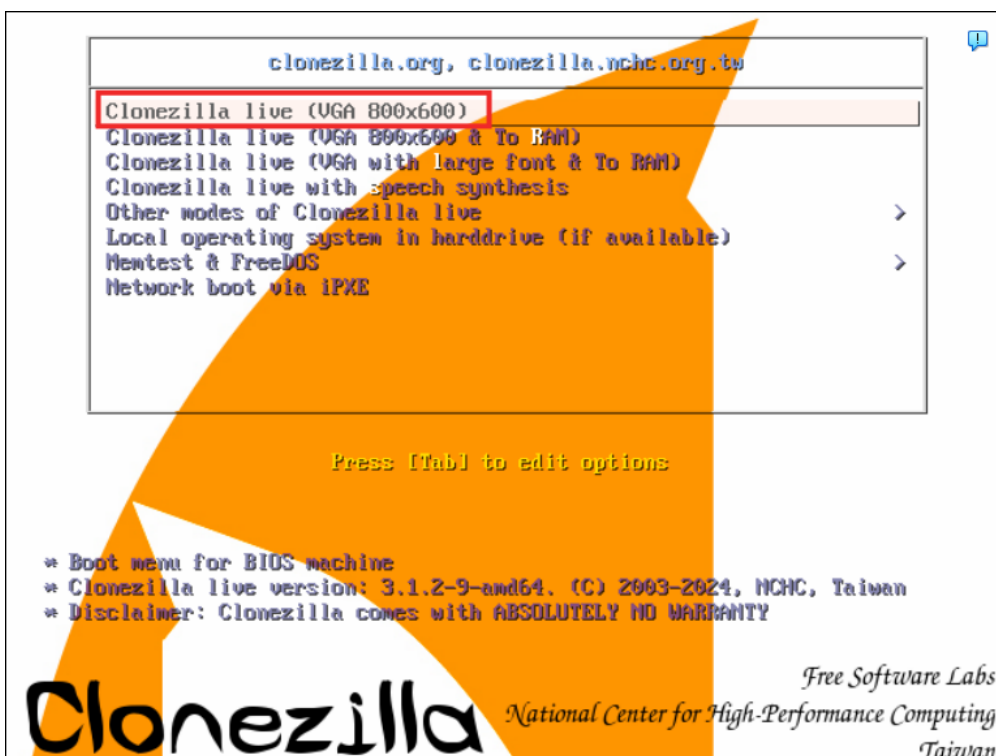 clonezilla.org, clonezilla.nchc.org.tw
Clonezilla live (VGA 800x600)
Clonezilla live (VGA 800x600 & To RAM)
Clonezilla live (VGA with large font & To RAM)
Clonezilla live with speech synthesis
Other modes of Clonezilla live >
Local operating system in harddrive (if available)
Memtest & FreeDOS >
Network boot via iPXE
Press [Tab] to edit options
* Boot menu for BIOS machine
* Clonezilla live version: 3.1.2-9-amd64. (C) 2003-2024, NCHC, Taiwan
* Disclaimer: Clonezilla comes with ABSOLUTELY NO WARRANTY
Free Software Labs
Clonezilla National Center for High-Performance Computing
Taiwan